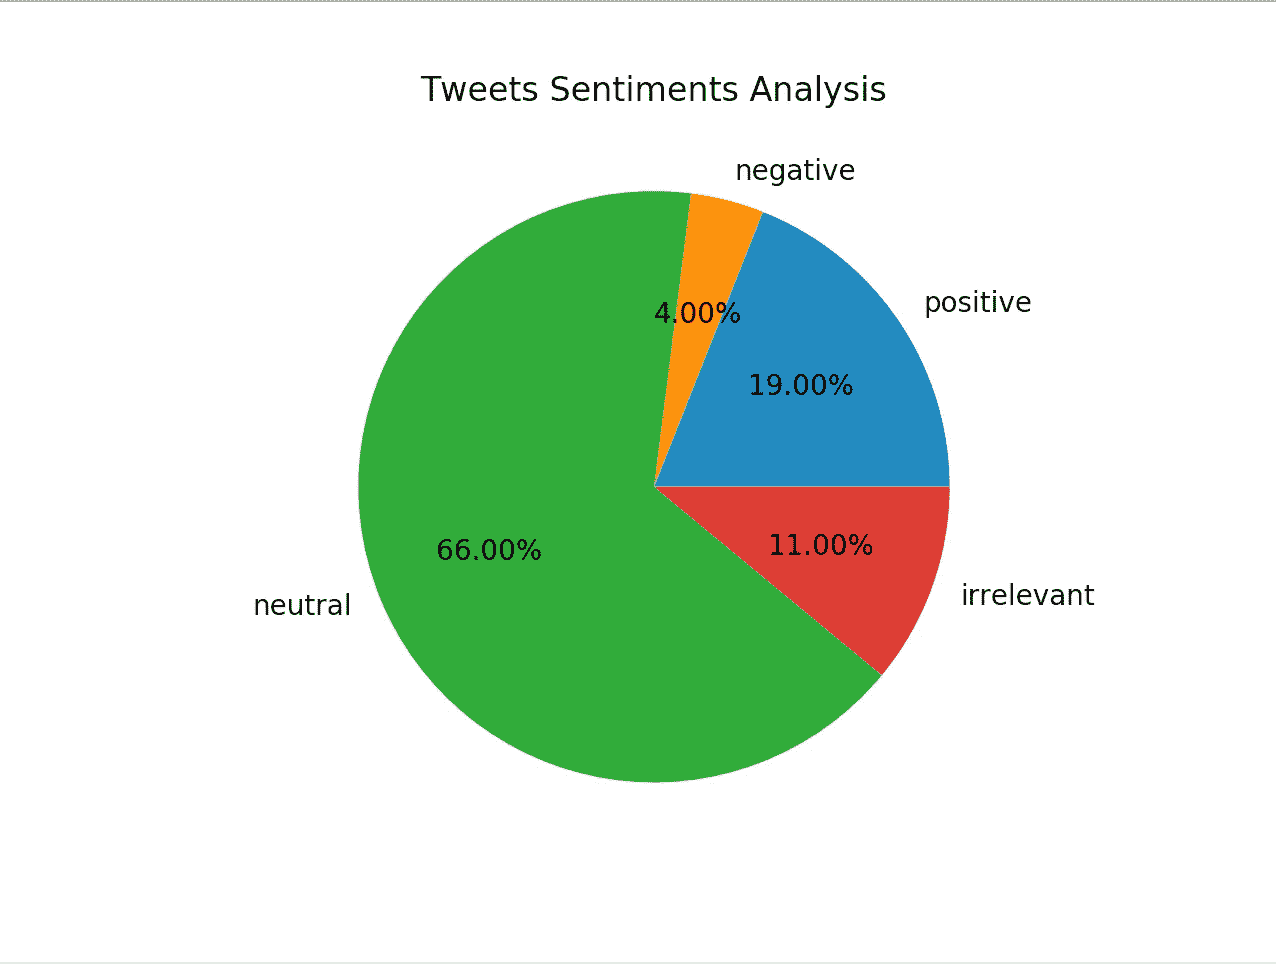 Tweets Sentiments Analysis
negative
positive
4.00%
19.00%
11.00%
66.00%
irrelevant
neutral